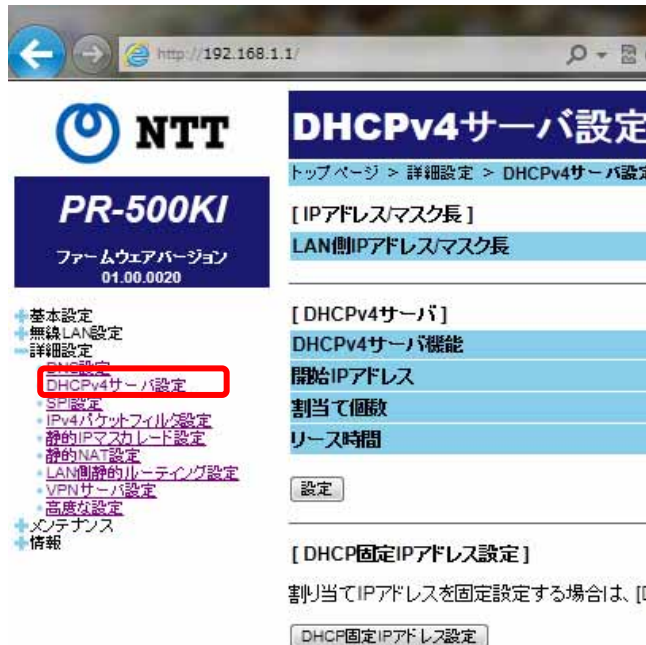 http://192.168.1.1/
NTT
PR-500KI
ファームウェアバージョン
01.00.0020
基本設定
無線LAN設定
詳細設定
DNS設定
DHCPv4サーバ設定
SPI設定
IPv4パケットフィルタ設定
静的IPマスカレード設定
静的NAT設定
LAN側静的ルーティング設定
VPNサーバ設定
高度な設定
メンテナンス
情報
DHCPv4サーバ設定
トップページ > 詳細設定 > DHCPv4サーバ設定
[IPアドレス/マスク長]
LAN側IPアドレス/マスク長
[DHCPv4サーバ]
DHCPv4サーバ機能
開始IPアドレス
割当て個数
リース時間
設定
[DHCP固定IPアドレス設定]
割り当てIPアドレスを固定設定する場合は、[
DHCP固定IPアドレス設定